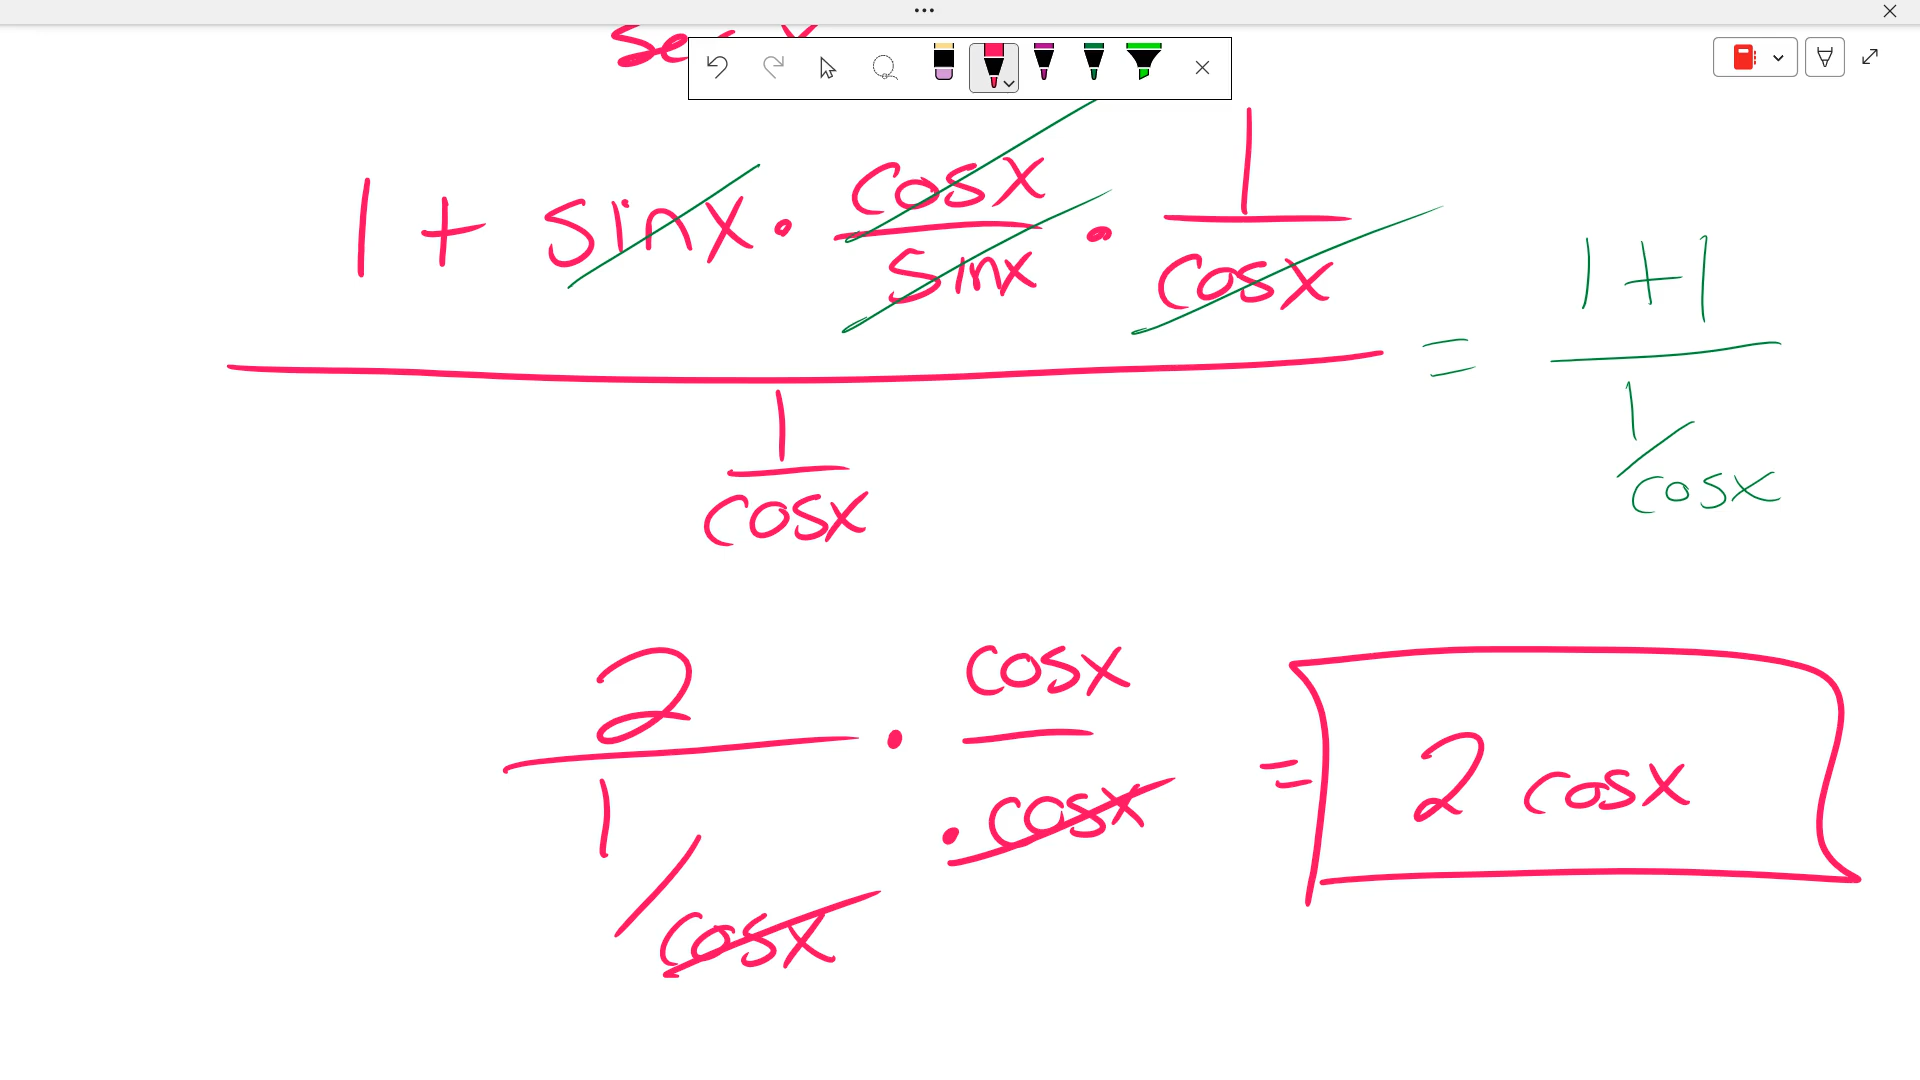 1 + sinx · cosx/sinx · 1/cosx
1/cosx
= 1+1
1/cosx
2 · cosx
1/cosx · cosx
= 2 cosx